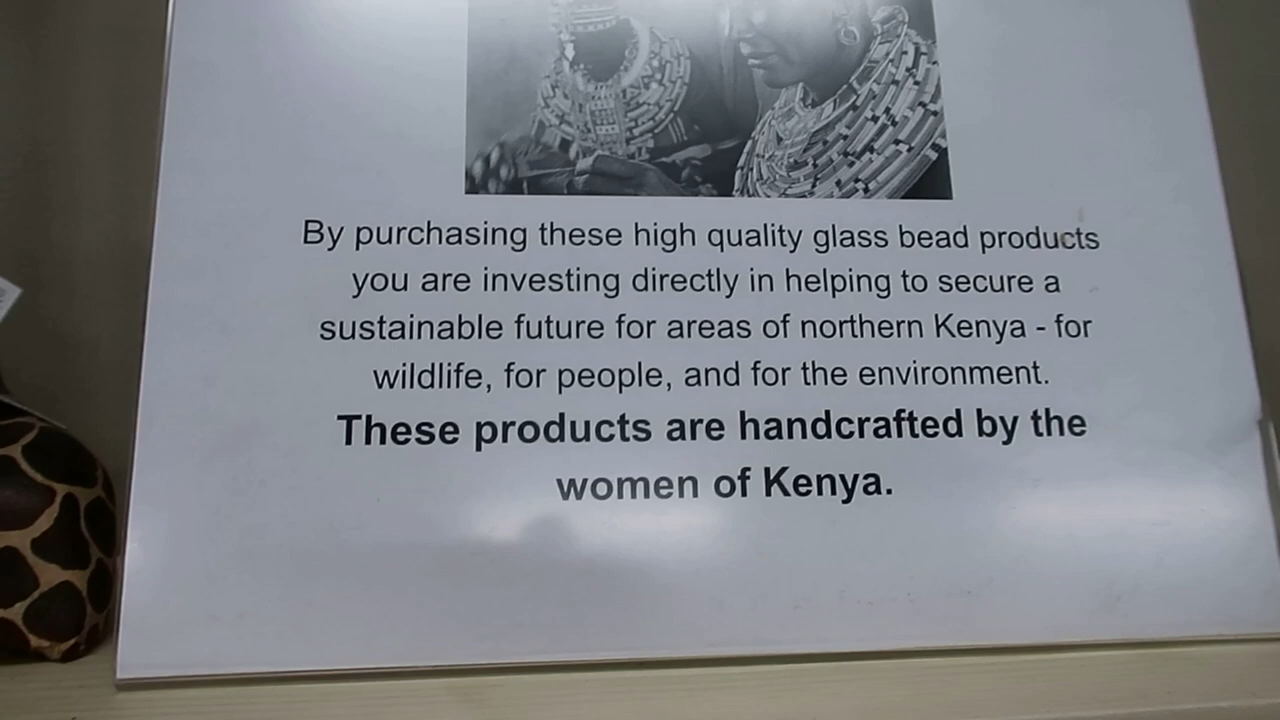 By purchasing these high quality glass bead products
you are investing directly in helping to secure a
sustainable future for areas of northern Kenya - for
wildlife, for people, and for the environment.
These products are handcrafted by the
women of Kenya.